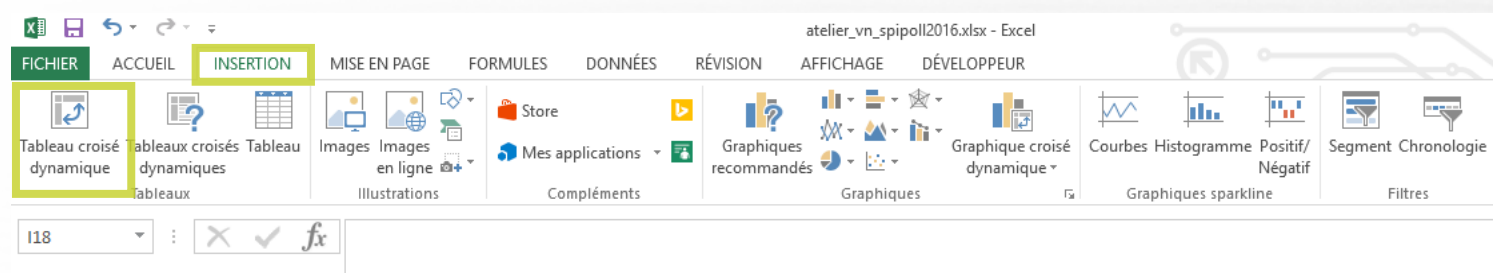 atelier_vn_spipoll2016.xlsx - Excel
FICHIER ACCUEIL INSERTION MISE EN PAGE FORMULES DONNÉES RÉVISION AFFICHAGE DÉVELOPPEUR
Tableau croisé dynamique
Tableaux croisés dynamiques
Tableau
Images
Images en ligne
Store
Mes applications
Graphiques recommandés
Graphique croisé dynamique
Courbes
Histogramme
Positif/ Négatif
Segment
Chronologie
Tableaux
Illustrations
Compléments
Graphiques
Graphiques sparkline
Filtres
I18
fx